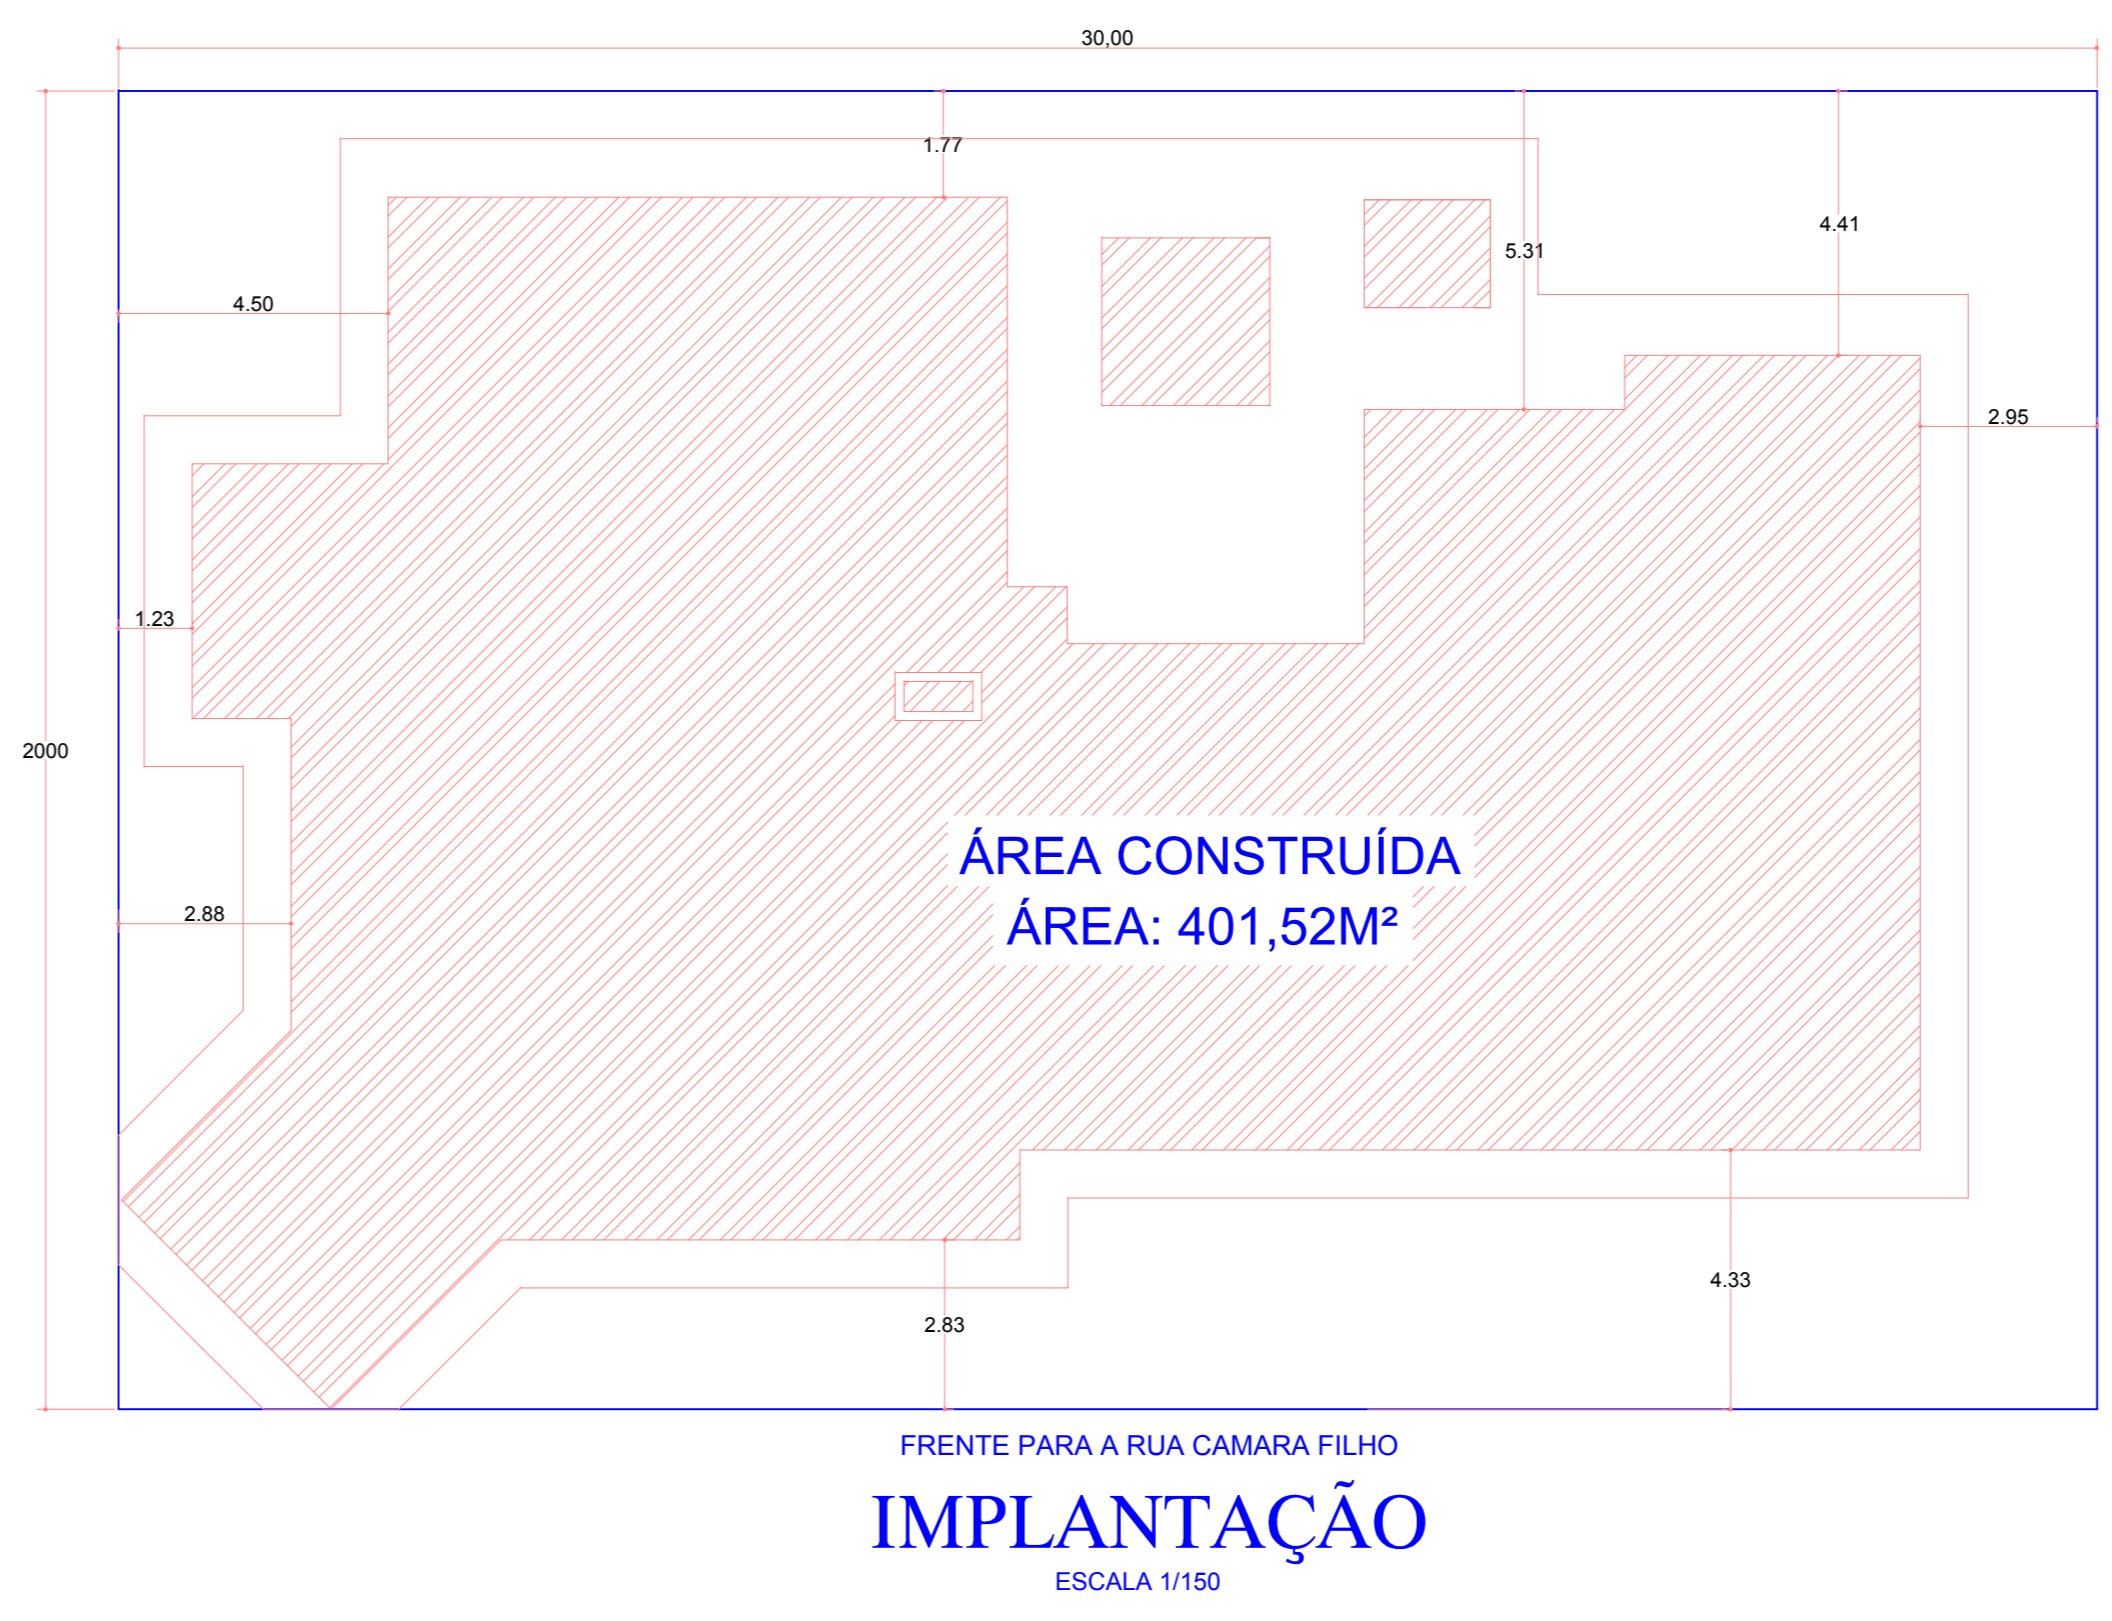 30,00
1.77
4.41
5.31
4.50
2.95
1.23
2000
ÁREA CONSTRUÍDA
ÁREA: 401,52M²
2.88
4.33
2.83
FRENTE PARA A RUA CAMARA FILHO
IMPLANTAÇÃO
ESCALA 1/150